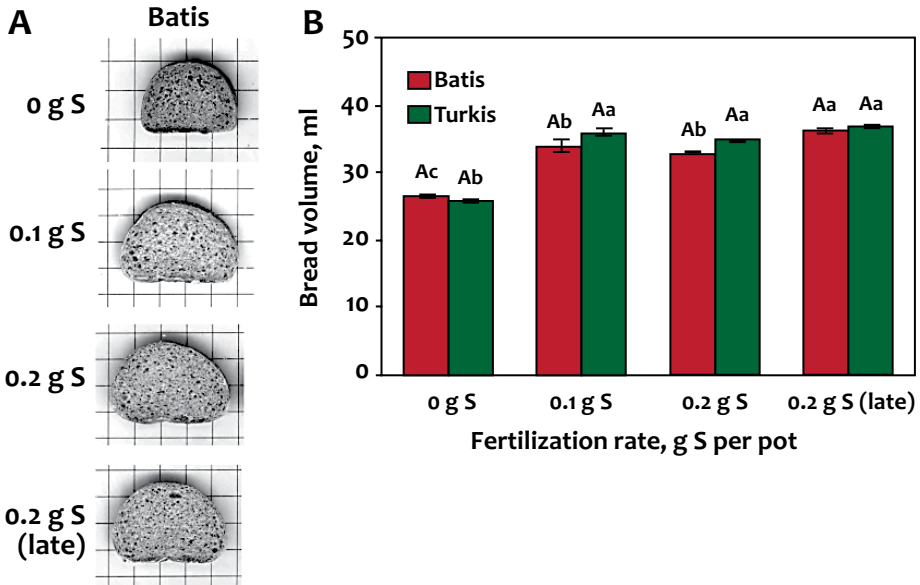 A
Batis
0 g S
0.1 g S
0.2 g S
0.2 g S
(late)
B
Bread volume, ml
50
40
30
20
10
0
Batis
Turkis
Ac
Ab
Ab
Aa
Ab
Aa
Aa
Aa
0 g S
0.1 g S
0.2 g S
0.2 g S (late)
Fertilization rate, g S per pot